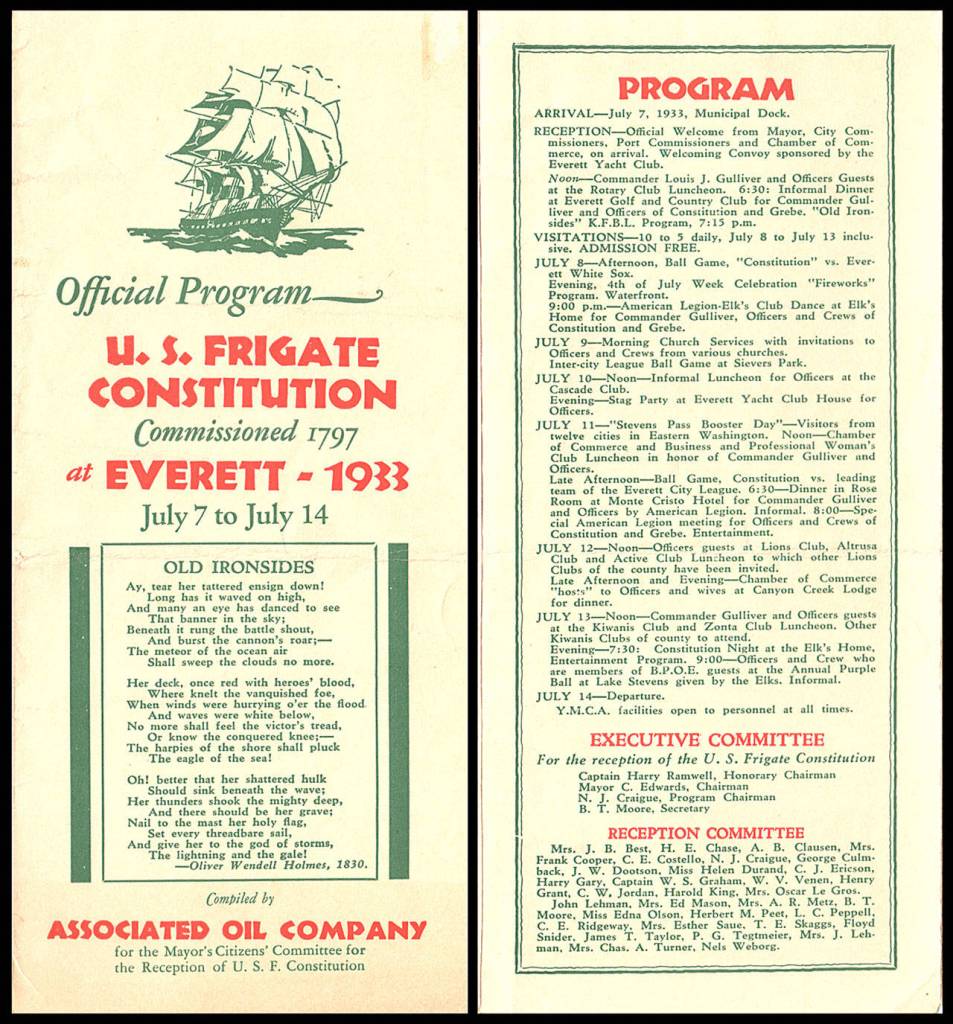 Official Program
U. S. FRIGATE
CONSTITUTION
Commissioned 1797
at EVERETT - 1933
July 7 to July 14
OLD IRONSIDES
Ay, tear her tattered ensign down!
Long has it waved on high,
And many an eye has danced to see
That banner in the sky;
Beneath it rung the battle shout,
And burst the cannon's roar;—
The meteor of the ocean air
Shall sweep the clouds no more.
Her deck, once red with heroes' blood,
Where knelt the vanquished foe,
When winds were hurrying o'er the flood
And waves were white below,
No more shall feel the victor's tread,
Or know the conquered knee;—
The harpies of the shore shall pluck
The eagle of the sea!
Oh! better that her shattered hulk
Should sink beneath the wave;
Her thunders shook the mighty deep,
And there should be her grave;
Nail to the mast her holy flag,
Set every threadbare sail,
And give her to the god of storms,
The lightning and the gale!
—Oliver Wendell Holmes, 1830.
Compiled by
ASSOCIATED OIL COMPANY
for the Mayor's Citizens' Committee for
the Reception of U. S. F. Constitution
PROGRAM
ARRIVAL—July 7, 1933, Municipal Dock.
RECEPTION—Official Welcome from Mayor, City Com-
missioners, Port Commissioners and Chamber of Com-
merce, on arrival. Welcoming Convoy sponsored by the
Everett Yacht Club.
Noon—Commander Louis J. Gulliver and Officers Guests
at the Rotary Club Luncheon. 6:30: Informal Dinner
at Everett Golf and Country Club for Commander Gul-
liver and Officers of Constitution and Grebe. "Old Iron-
sides" K.F.B.L. Program, 7:15 p.m.
VISITATIONS—10 to 5 daily, July 8 to July 13 inclu-
sive. ADMISSION FREE.
JULY 8—Afternoon, Ball Game, "Constitution" vs. Ever-
ett White Sox.
Evening, 4th of July Week Celebration "Fireworks"
Program. Waterfront.
9:00 p.m.—American Legion-Elk's Club Dance at Elk's
Home for Commander Gulliver, Officers and Crews of
Constitution and Grebe.
JULY 9—Morning Church Services with invitations to
Officers and Crews from various churches.
Inter-city League Ball Game at Sievers Park.
JULY 10—Noon—Informal Luncheon for Officers at the
Cascade Club.
Evening—Stag Party at Everett Yacht Club House for
Officers.
JULY 11—"Stevens Pass Booster Day"—Visitors from
twelve cities in Eastern Washington. Noon—Chamber
of Commerce and Business and Professional Woman's
Club Luncheon in honor of Commander Gulliver and
Officers.
Late Afternoon—Ball Game, Constitution vs. leading
team of the Everett City League. 6:30—Dinner in Rose
Room at Monte Cristo Hotel for Commander Gulliver
and Officers by American Legion. Informal. 8:00—Spe-
cial American Legion meeting for Officers and Crews of
Constitution and Grebe. Entertainment.
JULY 12—Noon—Officers guests at Lions Club, Altrusa
Club and Active Club Luncheon to which other Lions
Clubs of the county have been invited.
Late Afternoon and Evening—Chamber of Commerce
"hosts" to Officers and wives at Canyon Creek Lodge
for dinner.
JULY 13—Noon—Commander Gulliver and Officers guests
at the Kiwanis Club and Zonta Club Luncheon. Other
Kiwanis Clubs of county to attend.
Evening—7:30: Constitution Night at the Elk's Home,
Entertainment Program. 9:00—Officers and Crew who
are members of B.P.O.E. guests at the Annual Purple
Ball at Lake Stevens given by the Elks. Informal.
JULY 14—Departure.
Y.M.C.A. facilities open to personnel at all times.
EXECUTIVE COMMITTEE
For the reception of the U. S. Frigate Constitution
Captain Harry Ramwell, Honorary Chairman
Mayor C. Edwards, Chairman
N. J. Craigue, Program Chairman
B. T. Moore, Secretary
RECEPTION COMMITTEE
Mrs. J. B. Best, H. E. Chase, A. B. Clausen, Mrs.
Frank Cooper, C. E. Costello, N. J. Craigue, George Culm-
back, J. W. Dootson, Miss Helen Durand, C. J. Ericson,
Harry Gary, Captain W. S. Graham, W. V. Venen, Henry
Grant, C. W. Jordan, Harold King, Mrs. Oscar Le Gros.
John Lehman, Mrs. Ed Mason, Mrs. A. R. Metz, B. T.
Moore, Miss Edna Olson, Herbert M. Peet, L. C. Peppell,
C. E. Ridgeway, Mrs. Esther Saue, T. E. Skaggs, Floyd
Snider, James T. Taylor, P. G. Tegtmeier, Mrs. J. Leh-
man, Mrs. Chas. A. Turner, Nels Weborg.